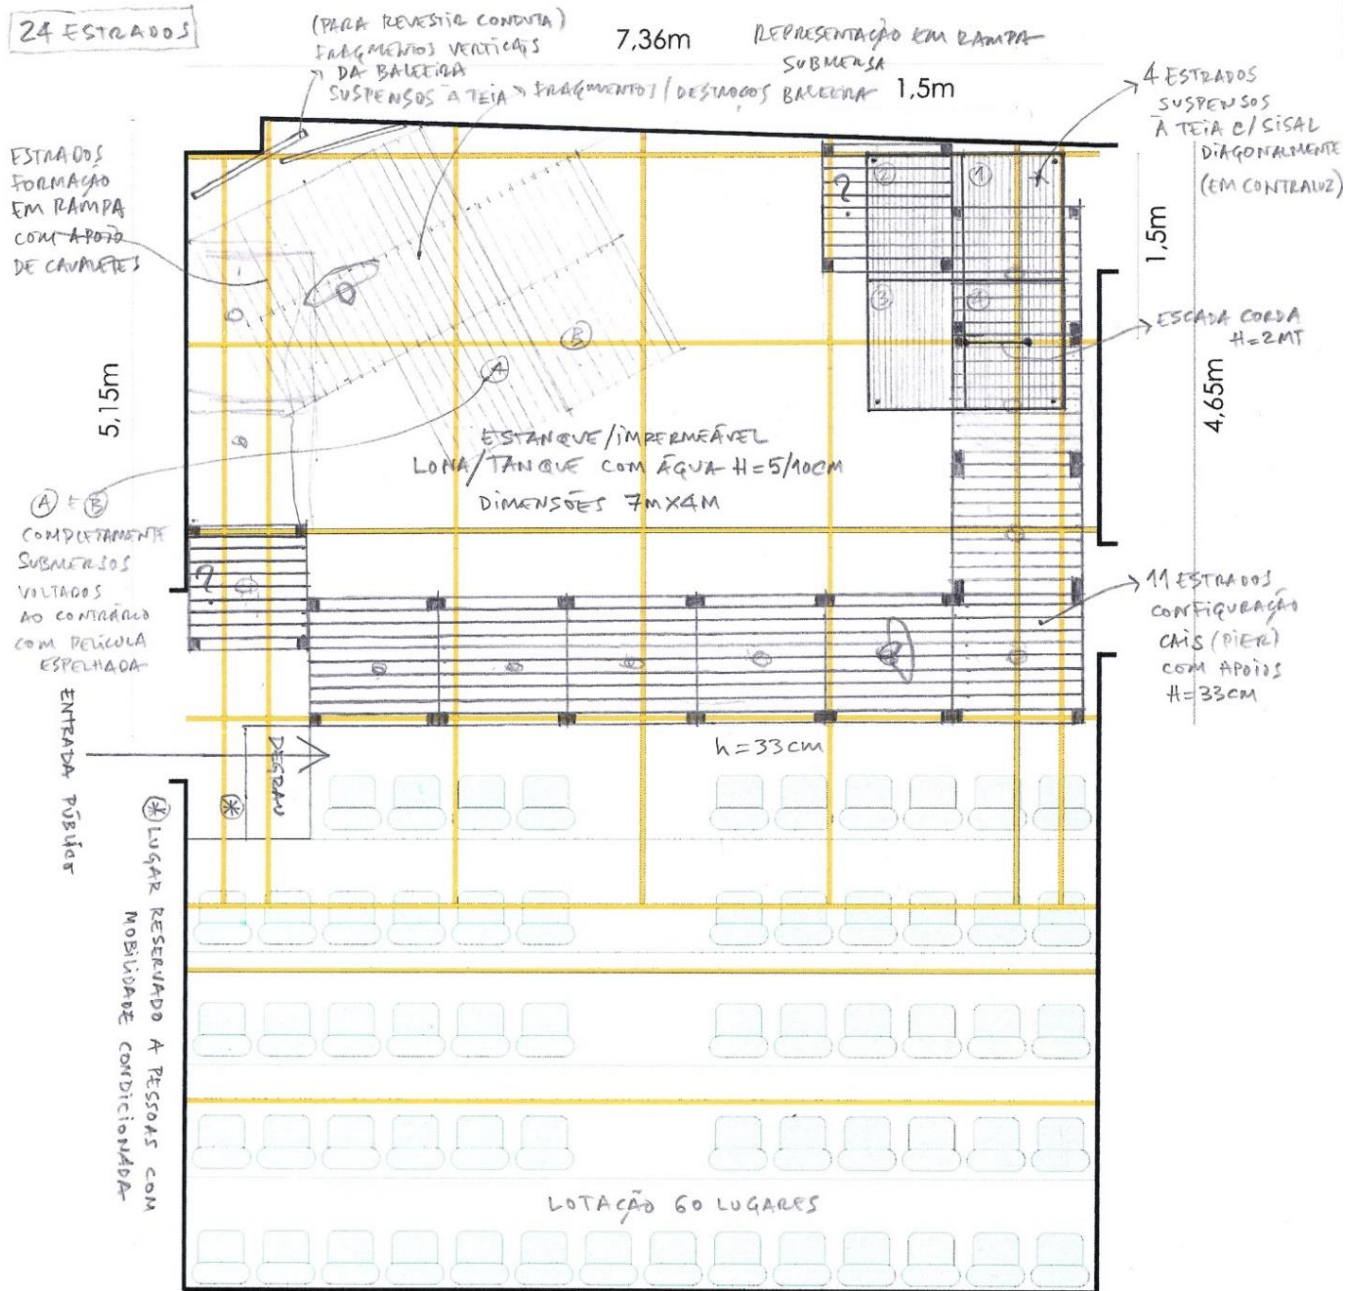 24 ESTRADOS
(PARA REVESTIR CONDUTA)
FRAGMENTOS VERTICAIS
DA BALEEIRA
SUSPENSOS À TEIA
FRAGMENTOS / DESTROÇOS BALEEIRA
7,36m
REPRESENTAÇÃO EM RAMPA
SUBMERSA
1,5m
4 ESTRADOS
SUSPENSOS
À TEIA C/ SISAL
DIAGONALMENTE
(EM CONTRALUZ)
ESTRADOS
FORMAÇÃO
EM RAMPA
COM APOIO
DE CAVALETES
?
2
1
3
4
1,5m
ESCADA CORDA
H=2MT
4,65m
5,15m
B
A
ESTANQUE/IMPERMEÁVEL
LONA/TANQUE COM ÁGUA H=5/10CM
DIMENSÕES 7MX4M
A E B
COMPLETAMENTE
SUBMERSOS
VOLTADOS
AO CONTRÁRIO
COM PELÍCULA
ESPELHADA
?
11 ESTRADOS
CONFIGURAÇÃO
CAIS (PIER)
COM APOIOS
H=33CM
ENTRADA PÚBLICO
DEGRAU
h=33cm
* LUGAR RESERVADO A PESSOAS COM
MOBILIDADE CONDICIONADA
LOTAÇÃO 60 LUGARES